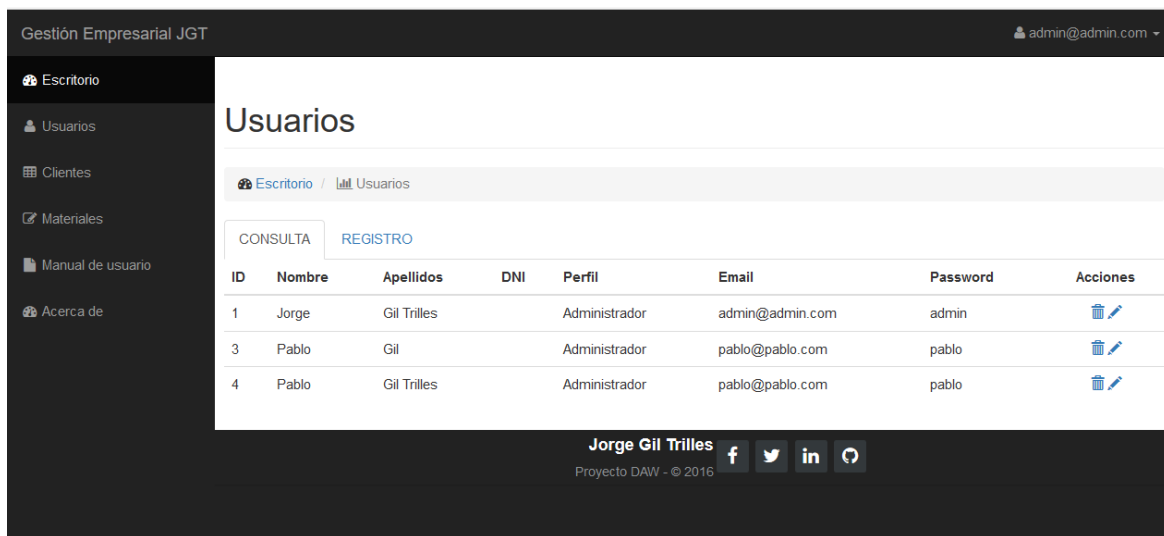 Gestión Empresarial JGT
admin@admin.com
Escritorio
Usuarios
Clientes
Materiales
Manual de usuario
Acerca de
Usuarios
Escritorio / Usuarios
CONSULTA REGISTRO
ID Nombre Apellidos DNI Perfil Email Password Acciones
1 Jorge Gil Trilles Administrador admin@admin.com admin
3 Pablo Gil Administrador pablo@pablo.com pablo
4 Pablo Gil Trilles Administrador pablo@pablo.com pablo
Jorge Gil Trilles
Proyecto DAW - © 2016